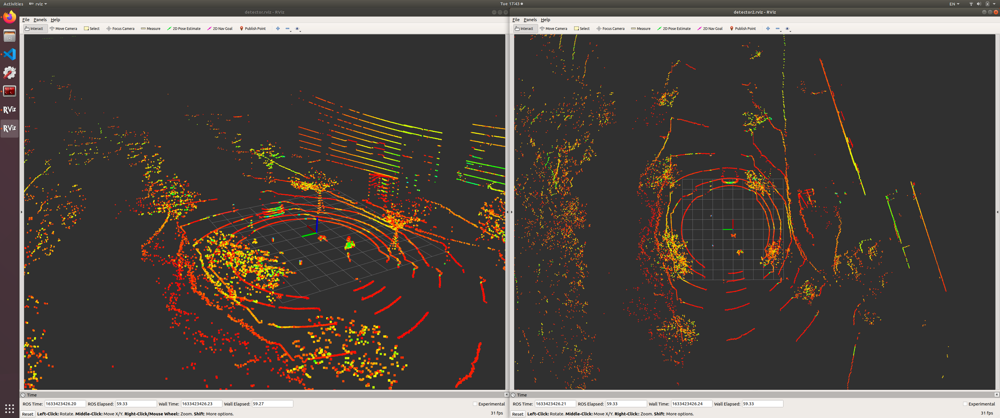 Activities RViz rviz Tue 17:43 EN
detector.rviz - RViz
File Panels Help
Interact Move Camera Select Focus Camera Measure 2D Pose Estimate 2D Nav Goal Publish Point
RViz
RViz
Time
ROS Time: 1633423426.20 ROS Elapsed: 59.33 Wall Time: 1633423426.23 Wall Elapsed: 59.27 Experimental
Reset Left-Click: Rotate. Middle-Click: Move X/Y. Right-Click/Mouse Wheel:: Zoom. Shift: More options. 31 fps
detector2.rviz - RViz
File Panels Help
Interact Move Camera Select Focus Camera Measure 2D Pose Estimate 2D Nav Goal Publish Point
Time
ROS Time: 1633423426.21 ROS Elapsed: 59.33 Wall Time: 1633423426.24 Wall Elapsed: 59.33 Experimental
Reset Left-Click: Rotate. Middle-Click: Move X/Y. Right-Click:: Zoom. Shift: More options. 31 fps